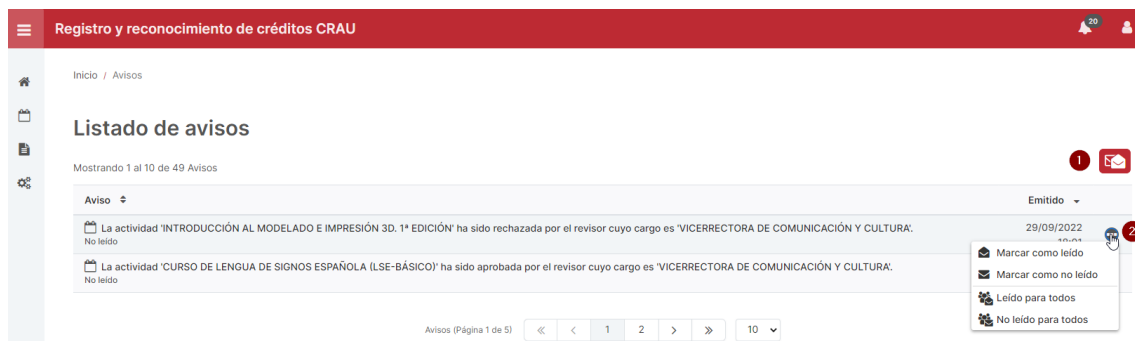 Registro y reconocimiento de créditos CRAU
20
Inicio / Avisos
Listado de avisos
Mostrando 1 al 10 de 49 Avisos
1
Aviso
Emitido
La actividad 'INTRODUCCIÓN AL MODELADO E IMPRESIÓN 3D. 1ª EDICIÓN' ha sido rechazada por el revisor cuyo cargo es 'VICERRECTORA DE COMUNICACIÓN Y CULTURA'.
No leído
29/09/2022
2
Marcar como leído
La actividad 'CURSO DE LENGUA DE SIGNOS ESPAÑOLA (LSE-BÁSICO)' ha sido aprobada por el revisor cuyo cargo es 'VICERRECTORA DE COMUNICACIÓN Y CULTURA'.
No leído
Marcar como no leído
Leído para todos
No leído para todos
Avisos (Página 1 de 5)
« < 1 2 > » 10